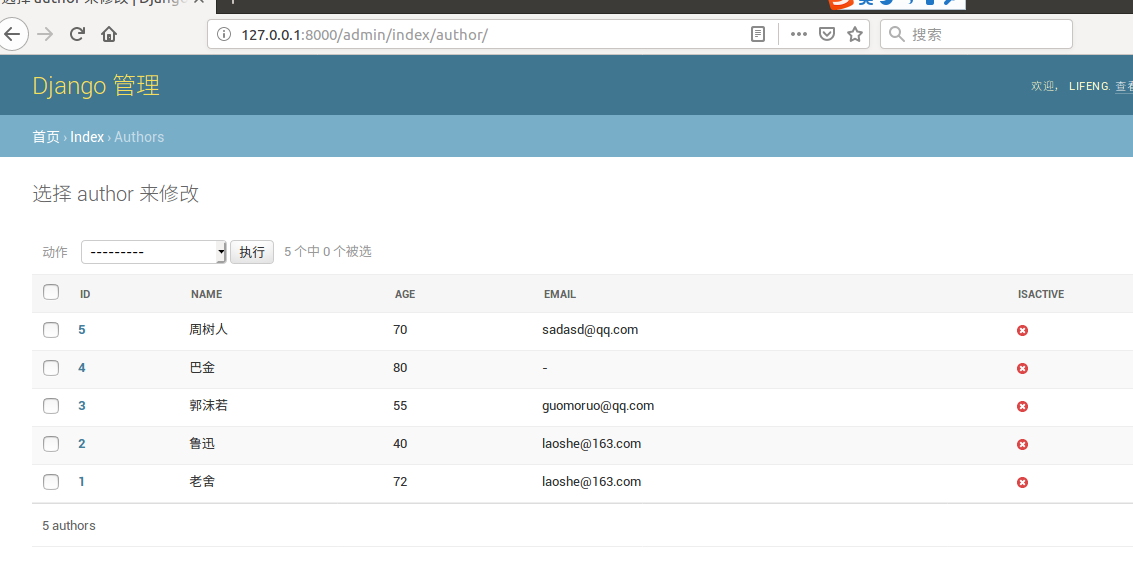 选择 author 来修改 | Django
127.0.0.1:8000/admin/index/author/
搜索
Django 管理
欢迎， LIFENG. 查看
首页 › Index › Authors
选择 author 来修改
动作 --------- 执行 5 个中 0 个被选
ID NAME AGE EMAIL ISACTIVE
5 周树人 70 sadasd@qq.com
4 巴金 80 -
3 郭沫若 55 guomoruo@qq.com
2 鲁迅 40 laoshe@163.com
1 老舍 72 laoshe@163.com
5 authors